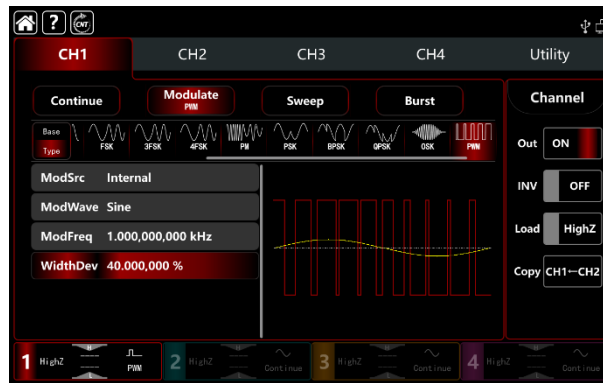 ? CNT
CH1 CH2 CH3 CH4 Utility
Continue Modulate Sweep Burst Channel
PWM
Base
Type FSK 3FSK 4FSK PM PSK BPSK QPSK OSK PWM
Out ON
ModSrc Internal
INV OFF
ModWave Sine
ModFreq 1.000,000,000 kHz
Load HighZ
WidthDev 40.000,000 %
Copy CH1←CH2
1 HighZ H L PWM
2 HighZ Continue
3 HighZ Continue
4 HighZ Continue